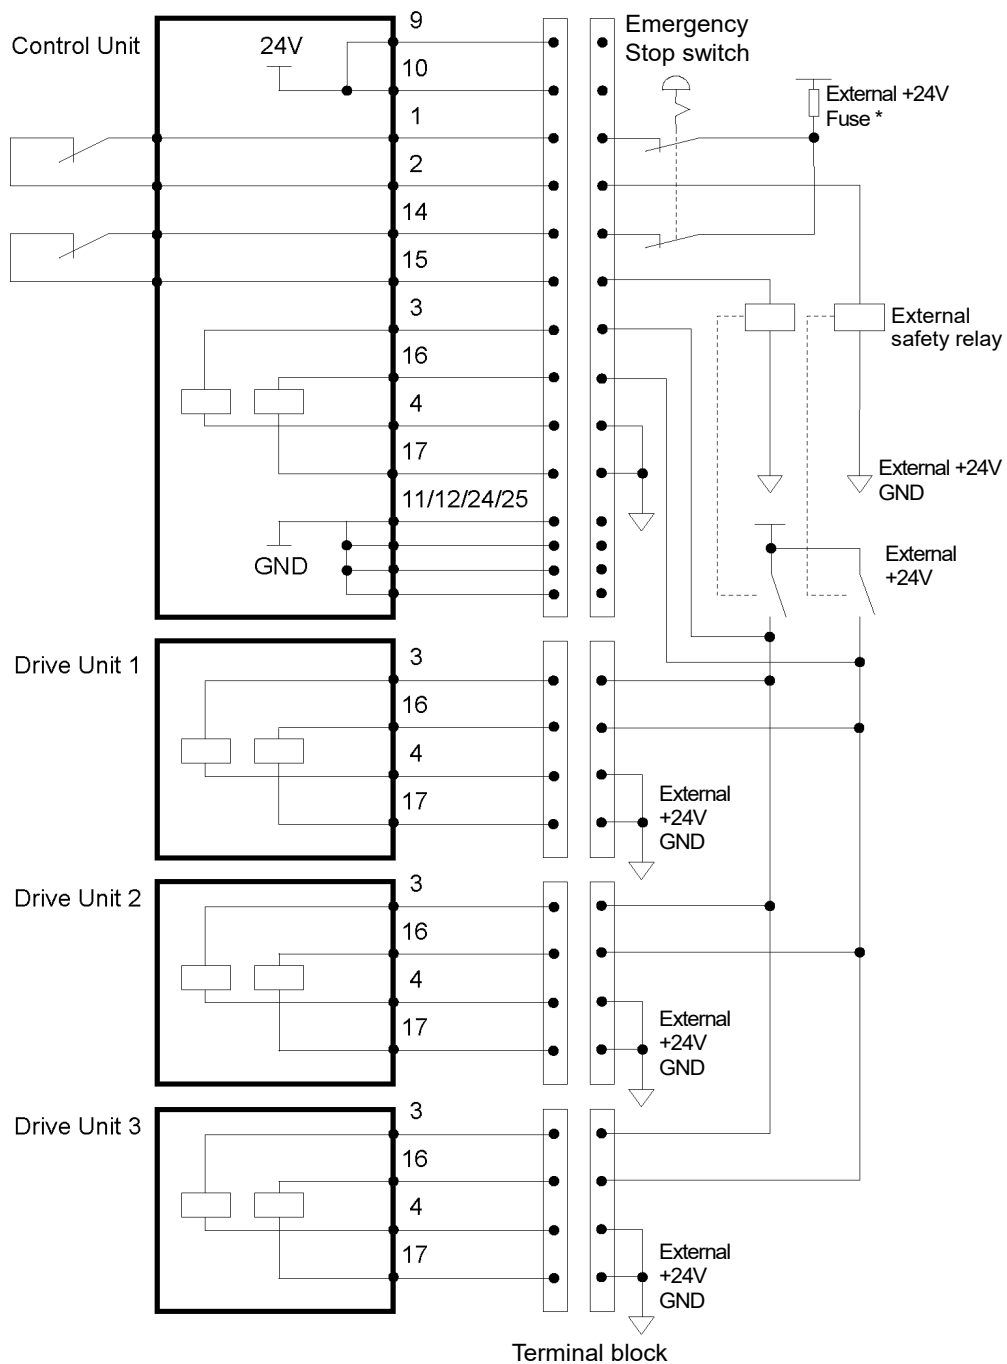 Control Unit
24V
9
10
1
2
14
15
3
16
4
17
11/12/24/25
GND
Emergency
Stop switch
External +24V
Fuse *
External
safety relay
External +24V
GND
External
+24V
Drive Unit 1
3
16
4
17
External
+24V
GND
Drive Unit 2
3
16
4
17
External
+24V
GND
Drive Unit 3
3
16
4
17
External
+24V
GND
Terminal block